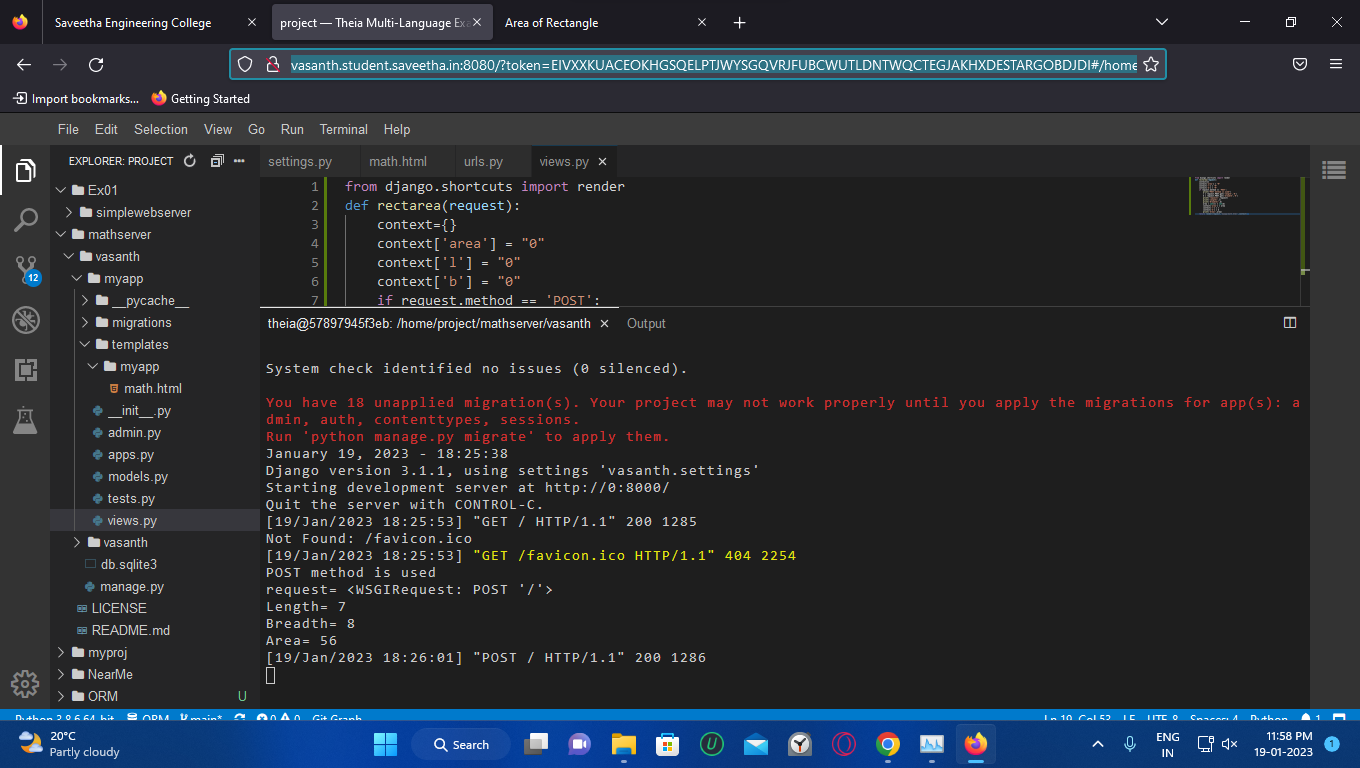 Saveetha Engineering College
project — Theia Multi-Language Exa
Area of Rectangle
vasanth.student.saveetha.in:8080/?token=EIVXXKUACEOKHGSQELPTJWYSGQVRJFUBCWUTLDNTWQCTEGJAKHXDESTARGOBDJDI#/home
Import bookmarks...
Getting Started
File Edit Selection View Go Run Terminal Help
EXPLORER: PROJECT
settings.py
math.html
urls.py
views.py
Ex01
simplewebserver
mathserver
vasanth
myapp
__pycache__
migrations
templates
myapp
math.html
__init__.py
admin.py
apps.py
models.py
tests.py
views.py
vasanth
db.sqlite3
manage.py
LICENSE
README.md
myproj
NearMe
ORM U
12
1 from django.shortcuts import render
2 def rectarea(request):
3 context={}
4 context['area'] = "0"
5 context['l'] = "0"
6 context['b'] = "0"
7 if request.method == 'POST':
theia@57897945f3eb: /home/project/mathserver/vasanth
Output
System check identified no issues (0 silenced).
You have 18 unapplied migration(s). Your project may not work properly until you apply the migrations for app(s): a
dmin, auth, contenttypes, sessions.
Run 'python manage.py migrate' to apply them.
January 19, 2023 - 18:25:38
Django version 3.1.1, using settings 'vasanth.settings'
Starting development server at http://0:8000/
Quit the server with CONTROL-C.
[19/Jan/2023 18:25:53] "GET / HTTP/1.1" 200 1285
Not Found: /favicon.ico
[19/Jan/2023 18:25:53] "GET /favicon.ico HTTP/1.1" 404 2254
POST method is used
request= <WSGIRequest: POST '/'>
Length= 7
Breadth= 8
Area= 56
[19/Jan/2023 18:26:01] "POST / HTTP/1.1" 200 1286
Python 3.8.6 64-bit ORM main* 0 0 Git Graph
Ln 19, Col 53 LF UTF-8 Spaces: 4 Python 1
20°C
Partly cloudy
Search
ENG
IN
11:58 PM
19-01-2023
1